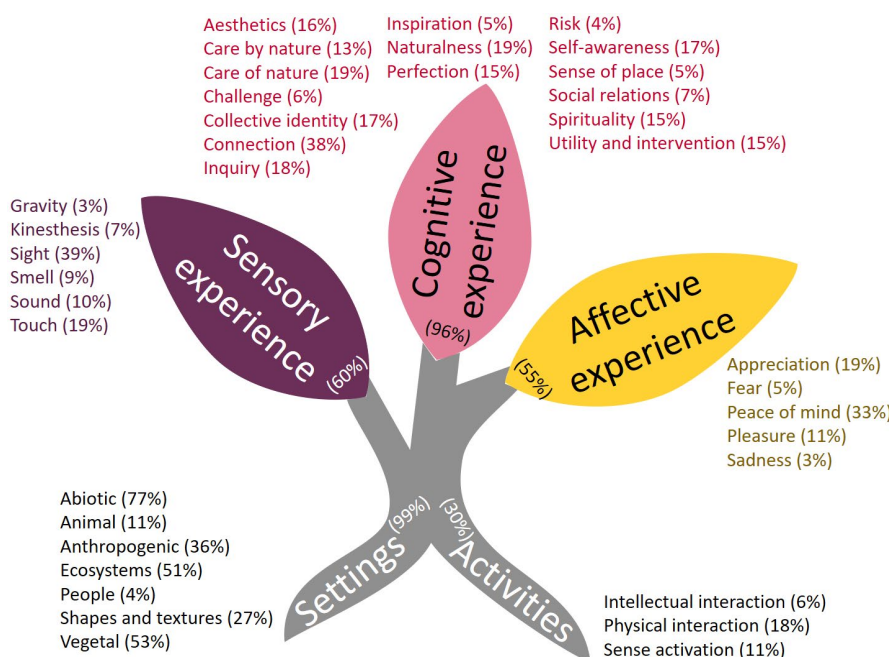 Aesthetics (16%)
Care by nature (13%)
Care of nature (19%)
Challenge (6%)
Collective identity (17%)
Connection (38%)
Inquiry (18%)
Inspiration (5%)
Naturalness (19%)
Perfection (15%)
Risk (4%)
Self-awareness (17%)
Sense of place (5%)
Social relations (7%)
Spirituality (15%)
Utility and intervention (15%)
Gravity (3%)
Kinesthesis (7%)
Sight (39%)
Smell (9%)
Sound (10%)
Touch (19%)
Sensory
experience
(60%)
Cognitive
experience
(96%)
Affective
experience
(55%)
Appreciation (19%)
Fear (5%)
Peace of mind (33%)
Pleasure (11%)
Sadness (3%)
Abiotic (77%)
Animal (11%)
Anthropogenic (36%)
Ecosystems (51%)
People (4%)
Shapes and textures (27%)
Vegetal (53%)
Settings
(99%)
Activities
(30%)
Intellectual interaction (6%)
Physical interaction (18%)
Sense activation (11%)